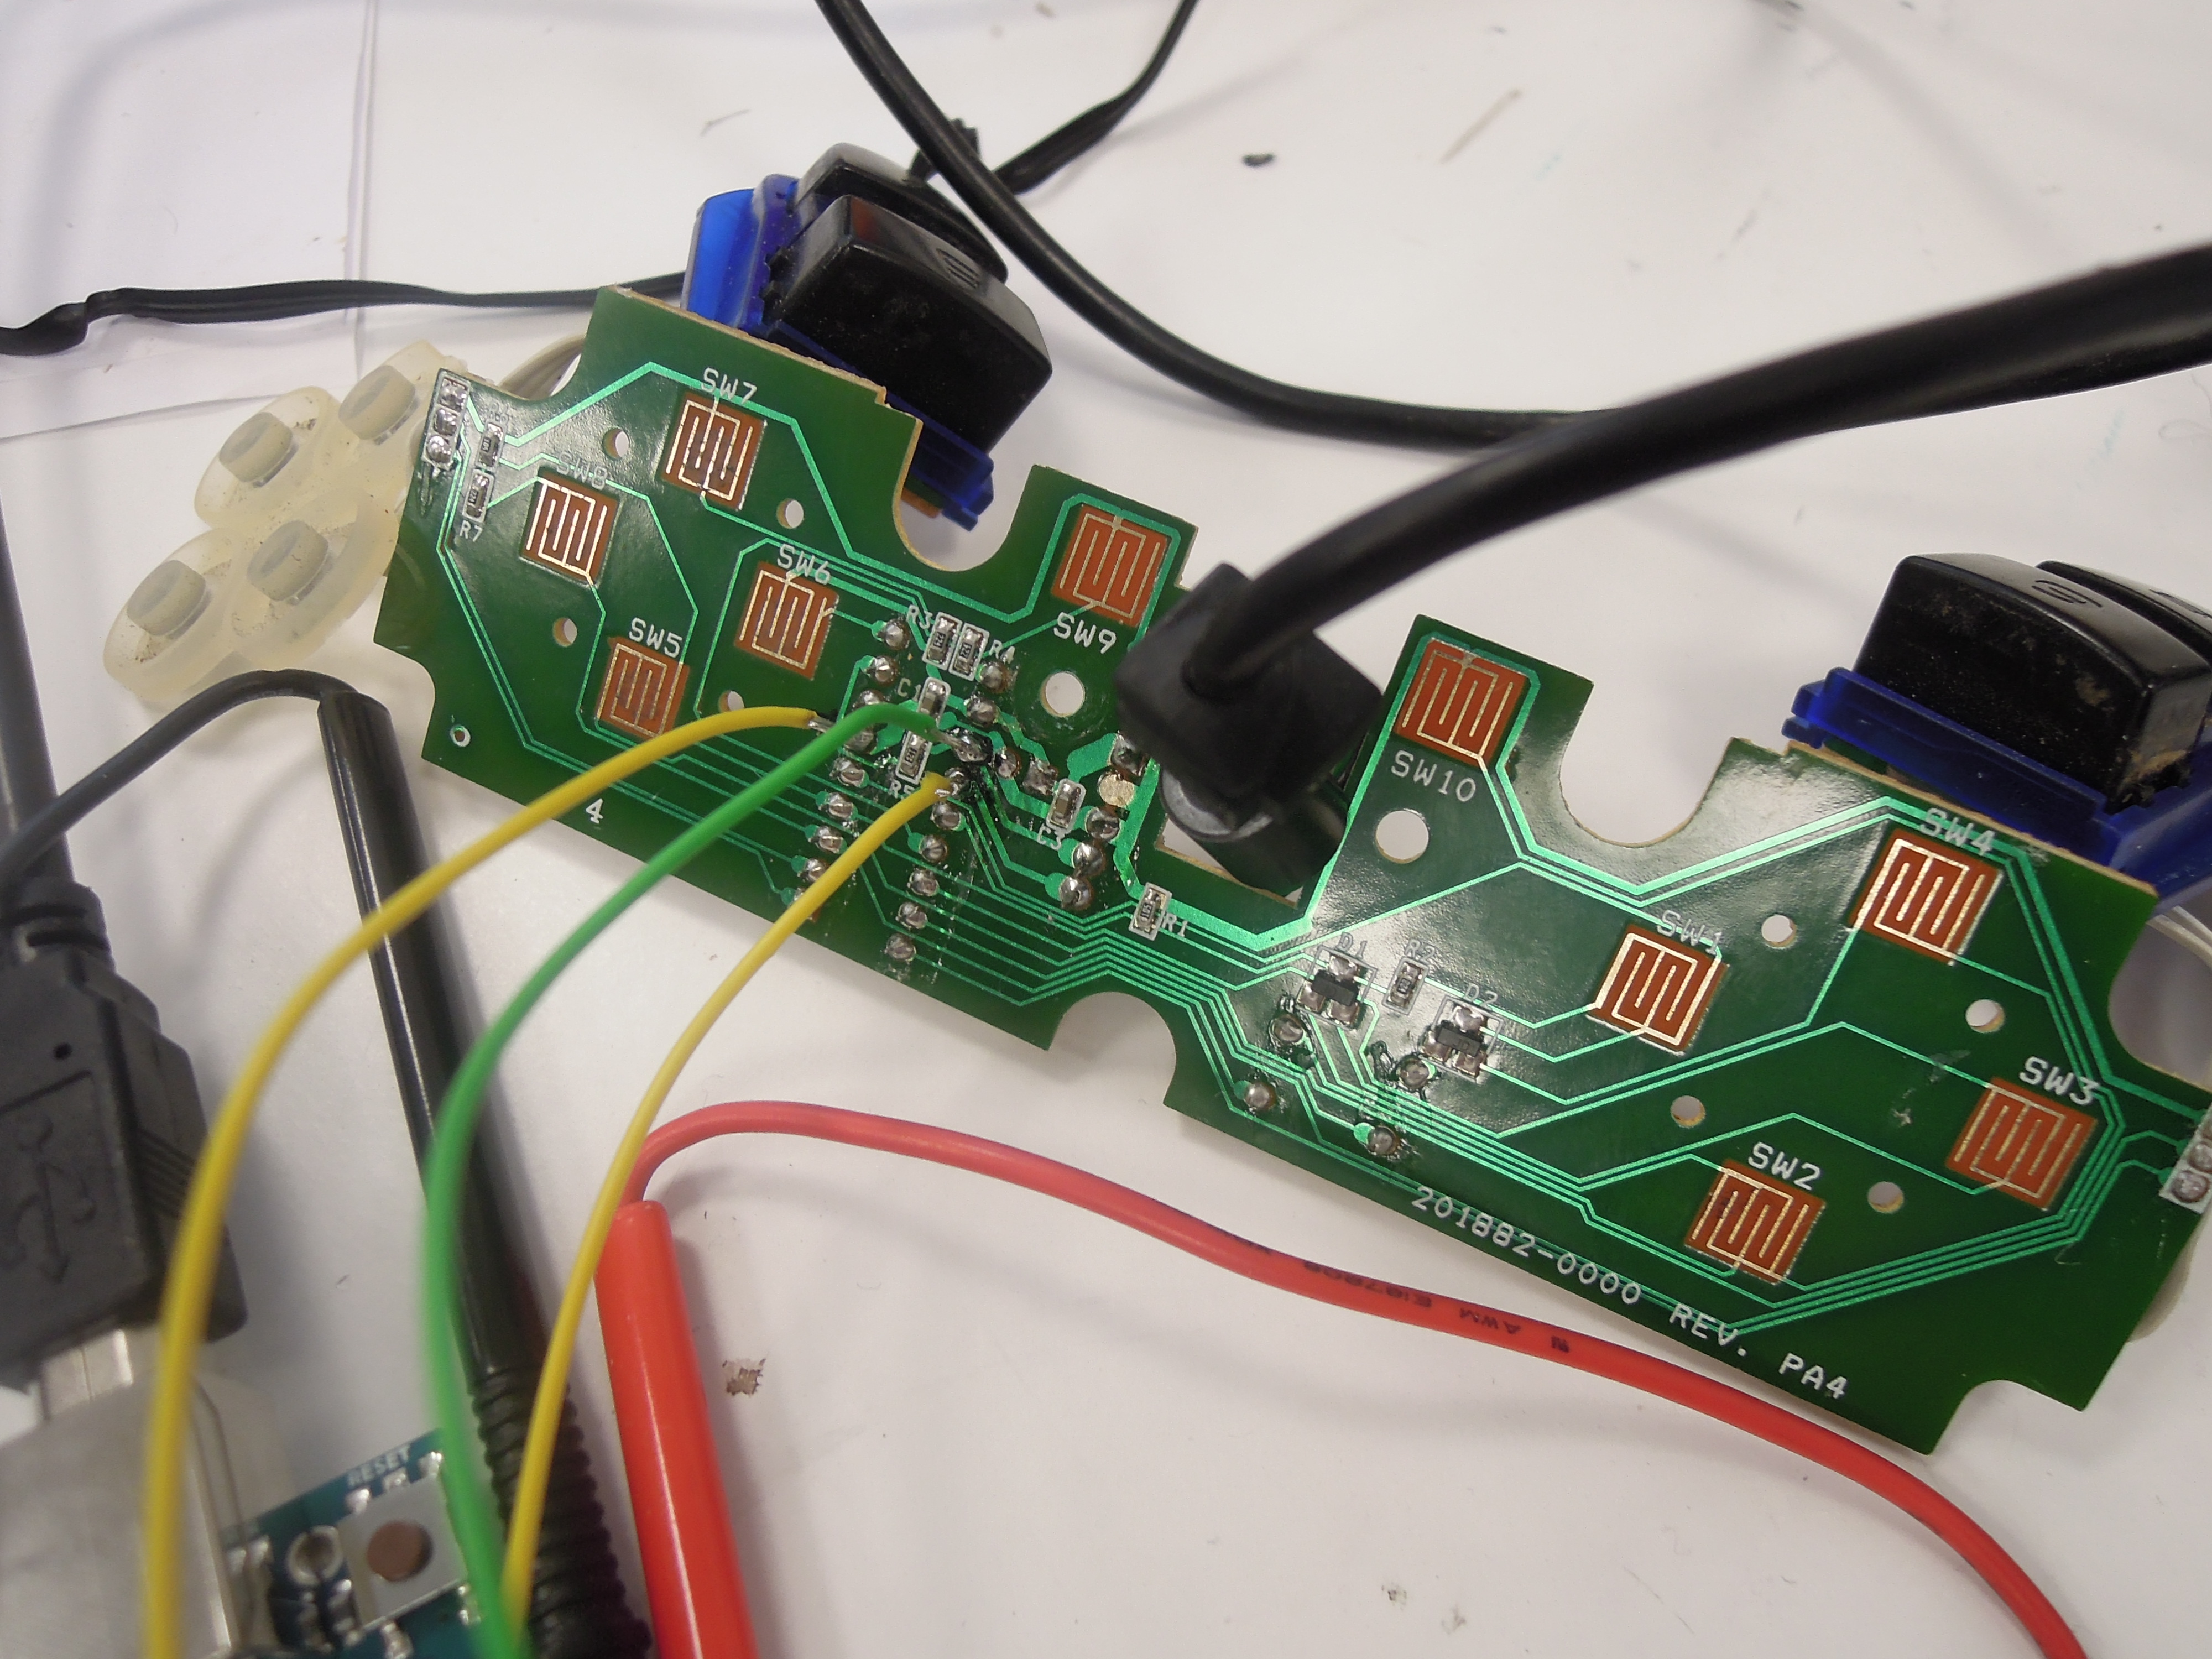 SW7
SW8
SW6
SW5
SW9
R3
R4
R7
C1
R5
C3
4
R1
SW10
SW4
SW1
D1
R2
D2
SW3
SW2
201882-0000 REV. PA4
AWM
RESET